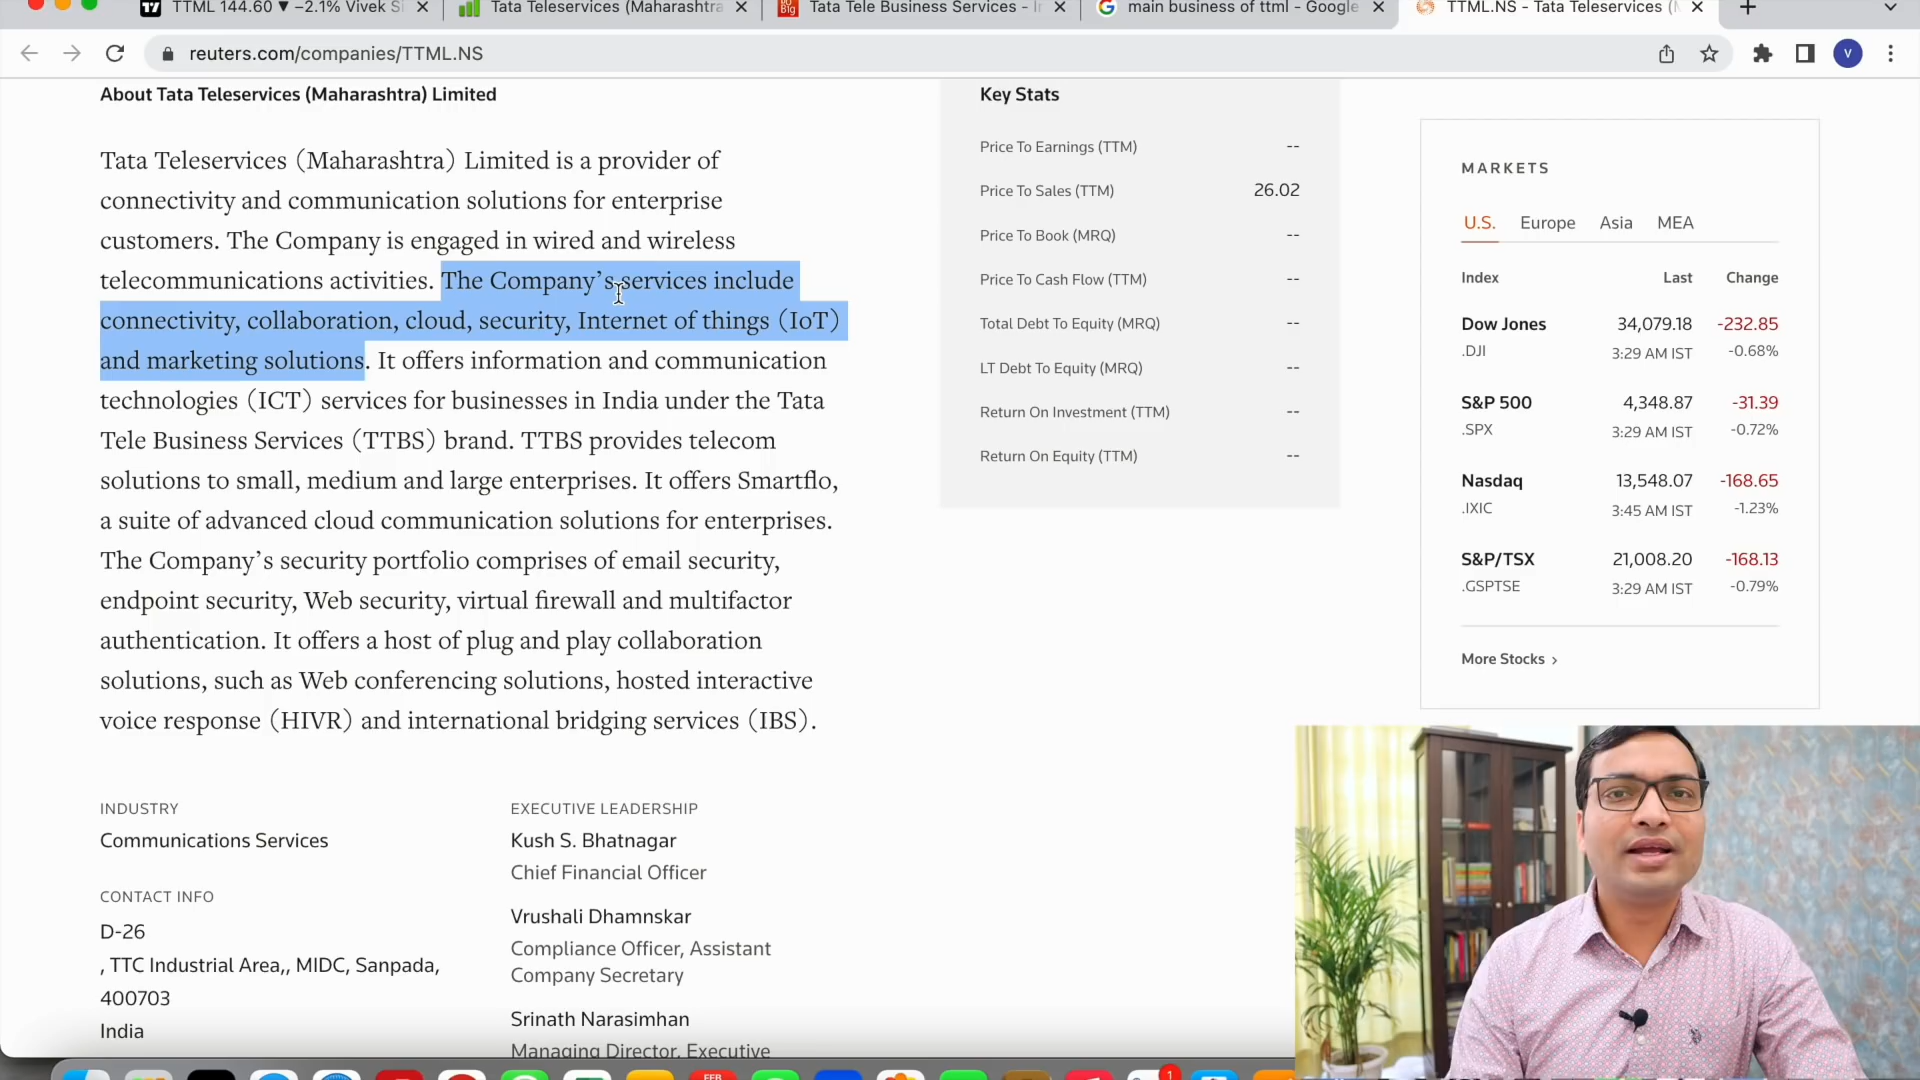 TTML 144.60 ▼ −2.1% Vivek Si
Tata Teleservices (Maharashtra
Tata Tele Business Services - I
main business of ttml - Google
TTML.NS - Tata Teleservices (M
reuters.com/companies/TTML.NS
V
About Tata Teleservices (Maharashtra) Limited
Tata Teleservices (Maharashtra) Limited is a provider of
connectivity and communication solutions for enterprise
customers. The Company is engaged in wired and wireless
telecommunications activities. The Company’s services include
connectivity, collaboration, cloud, security, Internet of things (IoT)
and marketing solutions. It offers information and communication
technologies (ICT) services for businesses in India under the Tata
Tele Business Services (TTBS) brand. TTBS provides telecom
solutions to small, medium and large enterprises. It offers Smartflo,
a suite of advanced cloud communication solutions for enterprises.
The Company’s security portfolio comprises of email security,
endpoint security, Web security, virtual firewall and multifactor
authentication. It offers a host of plug and play collaboration
solutions, such as Web conferencing solutions, hosted interactive
voice response (HIVR) and international bridging services (IBS).
INDUSTRY
Communications Services
CONTACT INFO
D-26
, TTC Industrial Area,, MIDC, Sanpada,
400703
India
EXECUTIVE LEADERSHIP
Kush S. Bhatnagar
Chief Financial Officer
Vrushali Dhamnskar
Compliance Officer, Assistant
Company Secretary
Srinath Narasimhan
Managing Director, Executive
Key Stats
Price To Earnings (TTM) --
Price To Sales (TTM) 26.02
Price To Book (MRQ) --
Price To Cash Flow (TTM) --
Total Debt To Equity (MRQ) --
LT Debt To Equity (MRQ) --
Return On Investment (TTM) --
Return On Equity (TTM) --
MARKETS
U.S. Europe Asia MEA
Index Last Change
Dow Jones 34,079.18 -232.85
.DJI 3:29 AM IST -0.68%
S&P 500 4,348.87 -31.39
.SPX 3:29 AM IST -0.72%
Nasdaq 13,548.07 -168.65
.IXIC 3:45 AM IST -1.23%
S&P/TSX 21,008.20 -168.13
.GSPTSE 3:29 AM IST -0.79%
More Stocks >
FEB
1